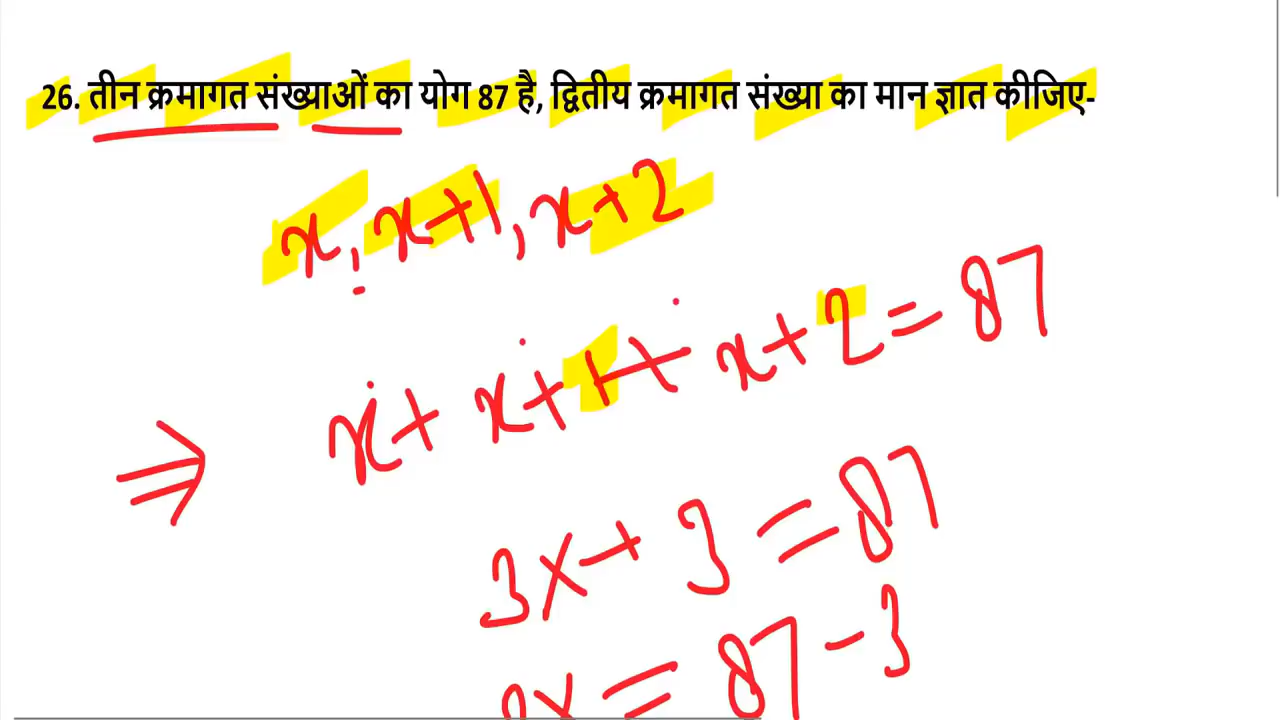 26. तीन क्रमागत संख्याओं का योग 87 है, द्वितीय क्रमागत संख्या का मान ज्ञात कीजिए-
x, x+1, x+2
⇒ x + x + 1 + x + 2 = 87
3x + 3 = 87
3x = 87 - 3